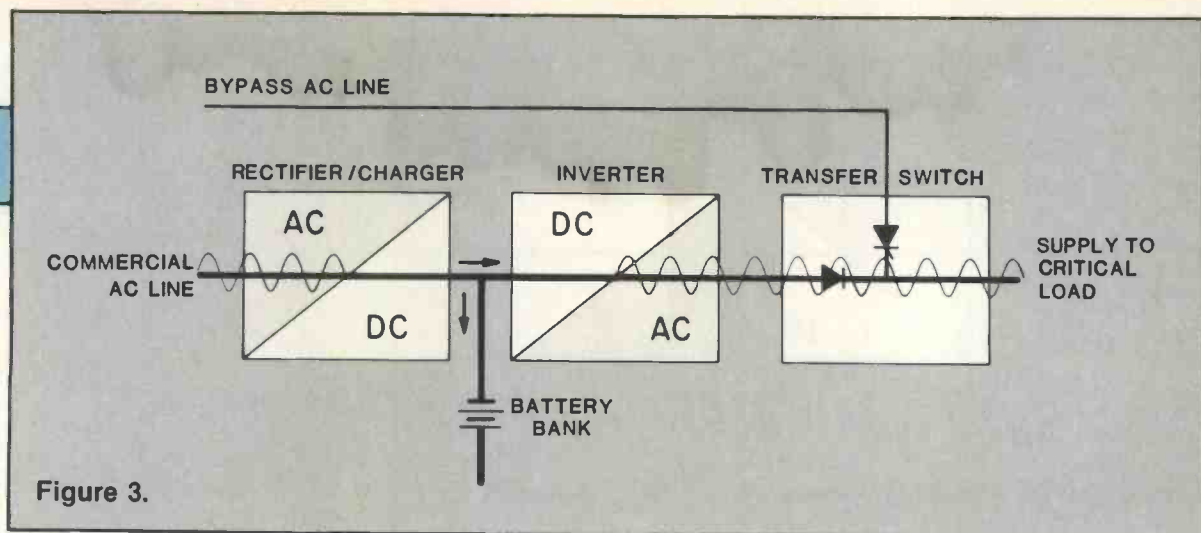 BYPASS AC LINE
RECTIFIER/CHARGER
INVERTER
TRANSFER SWITCH
AC
DC
DC
AC
COMMERCIAL
AC LINE
SUPPLY TO
CRITICAL
LOAD
BATTERY
BANK
Figure 3.